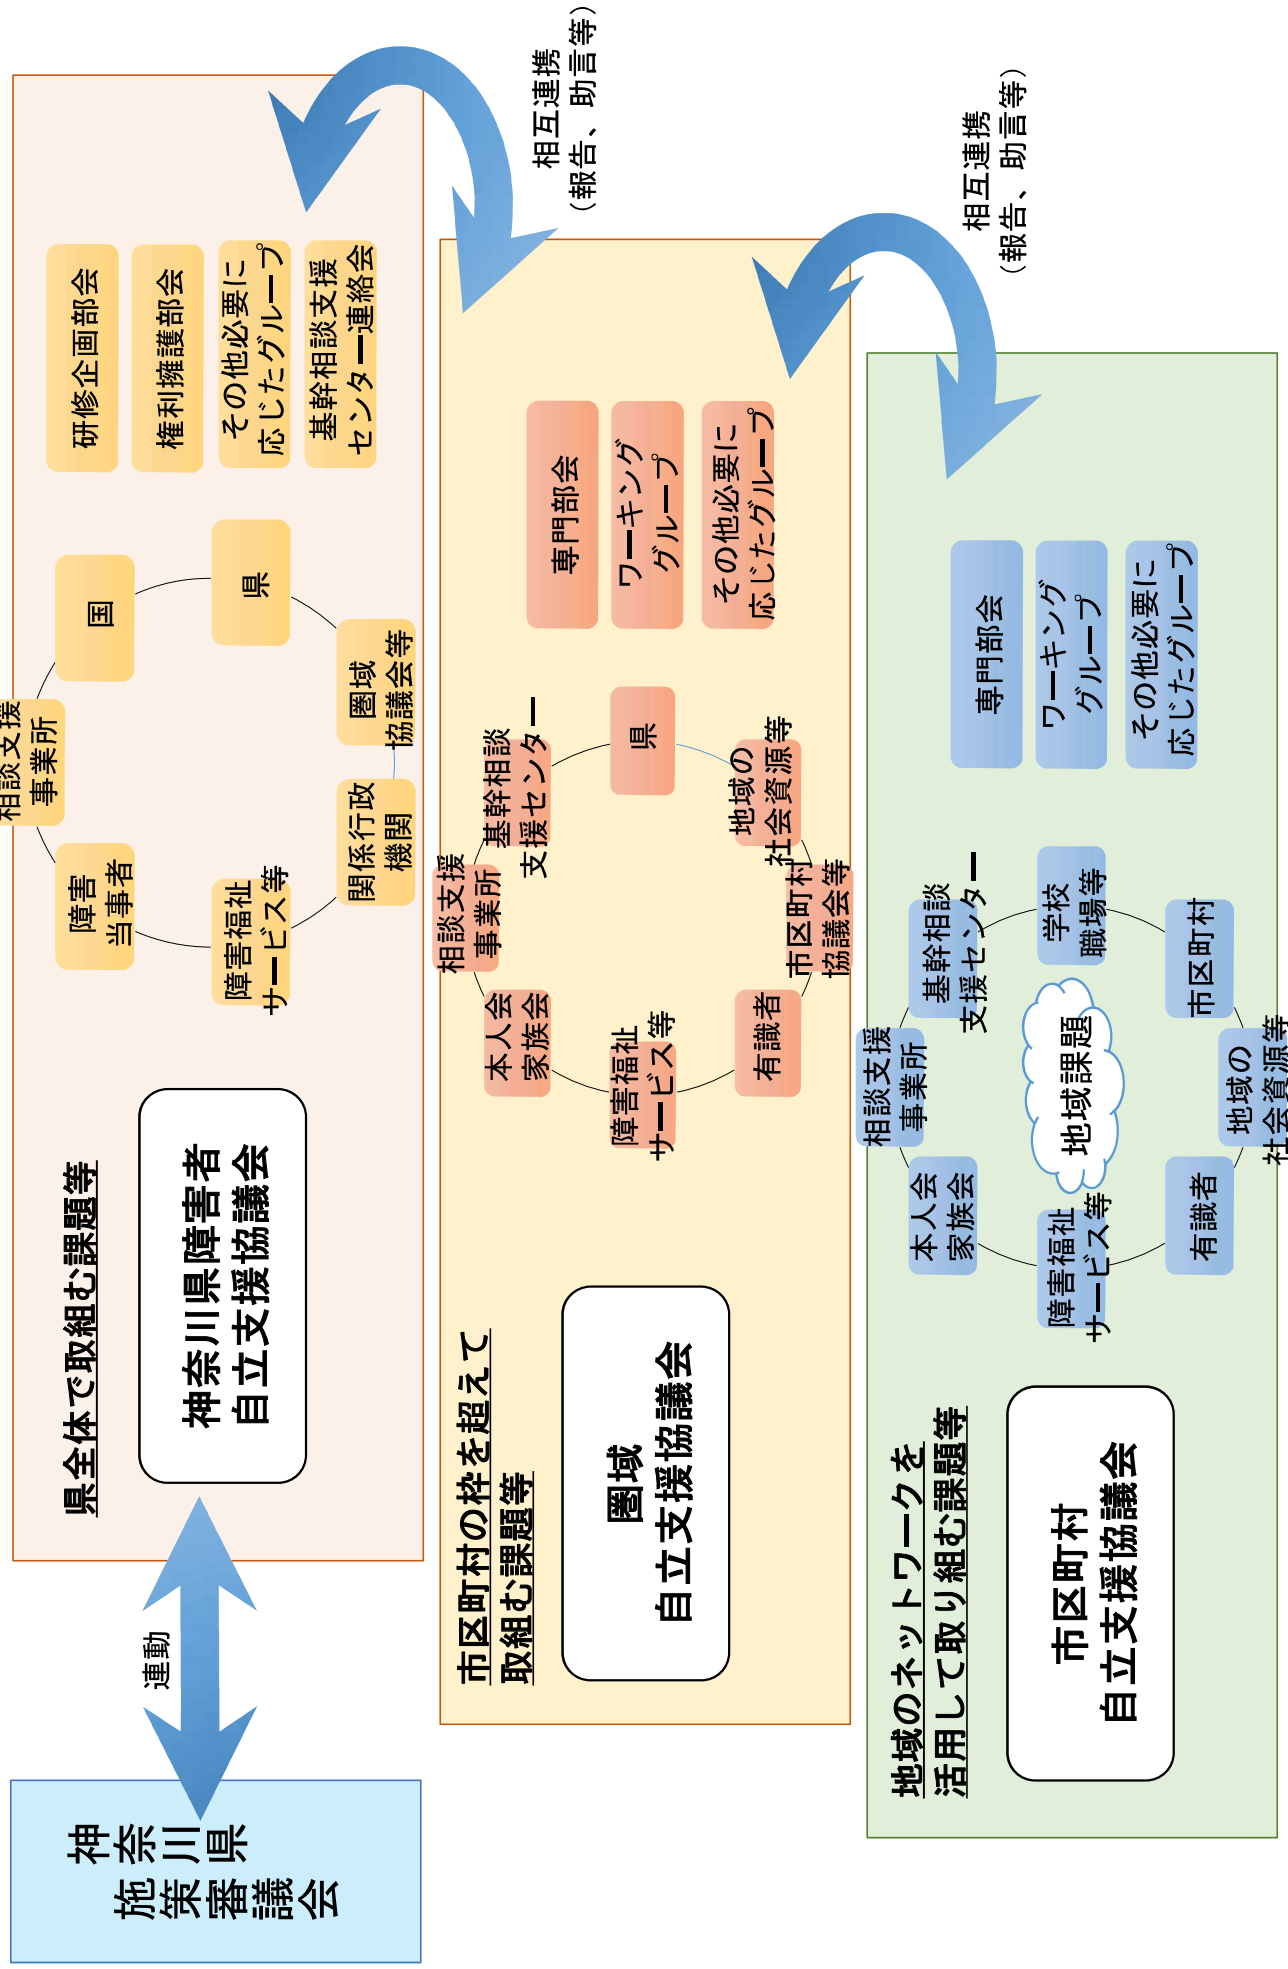 神奈川県
施策審議会
連動
県全体で取組む課題等
神奈川県障害者
自立支援協議会
相談支援
事業所
国
県
圏域
協議会等
関係行政
機関
障害福祉
サービス等
障害
当事者
研修企画部会
権利擁護部会
その他必要に
応じたグループ
基幹相談支援
センター連絡会
相互連携
（報告、助言等）
市区町村の枠を超えて
取組む課題等
圏域
自立支援協議会
相談支援
事業所
基幹相談
支援センター
県
地域の
社会資源等
市区町村
協議会等
有識者
障害福祉
サービス等
本人会
家族会
専門部会
ワーキング
グループ
その他必要に
応じたグループ
相互連携
（報告、助言等）
地域のネットワークを
活用して取り組む課題等
市区町村
自立支援協議会
相談支援
事業所
基幹相談
支援センター
学校
職場等
市区町村
地域の
社会資源等
有識者
障害福祉
サービス等
本人会
家族会
地域課題
専門部会
ワーキング
グループ
その他必要に
応じたグループ